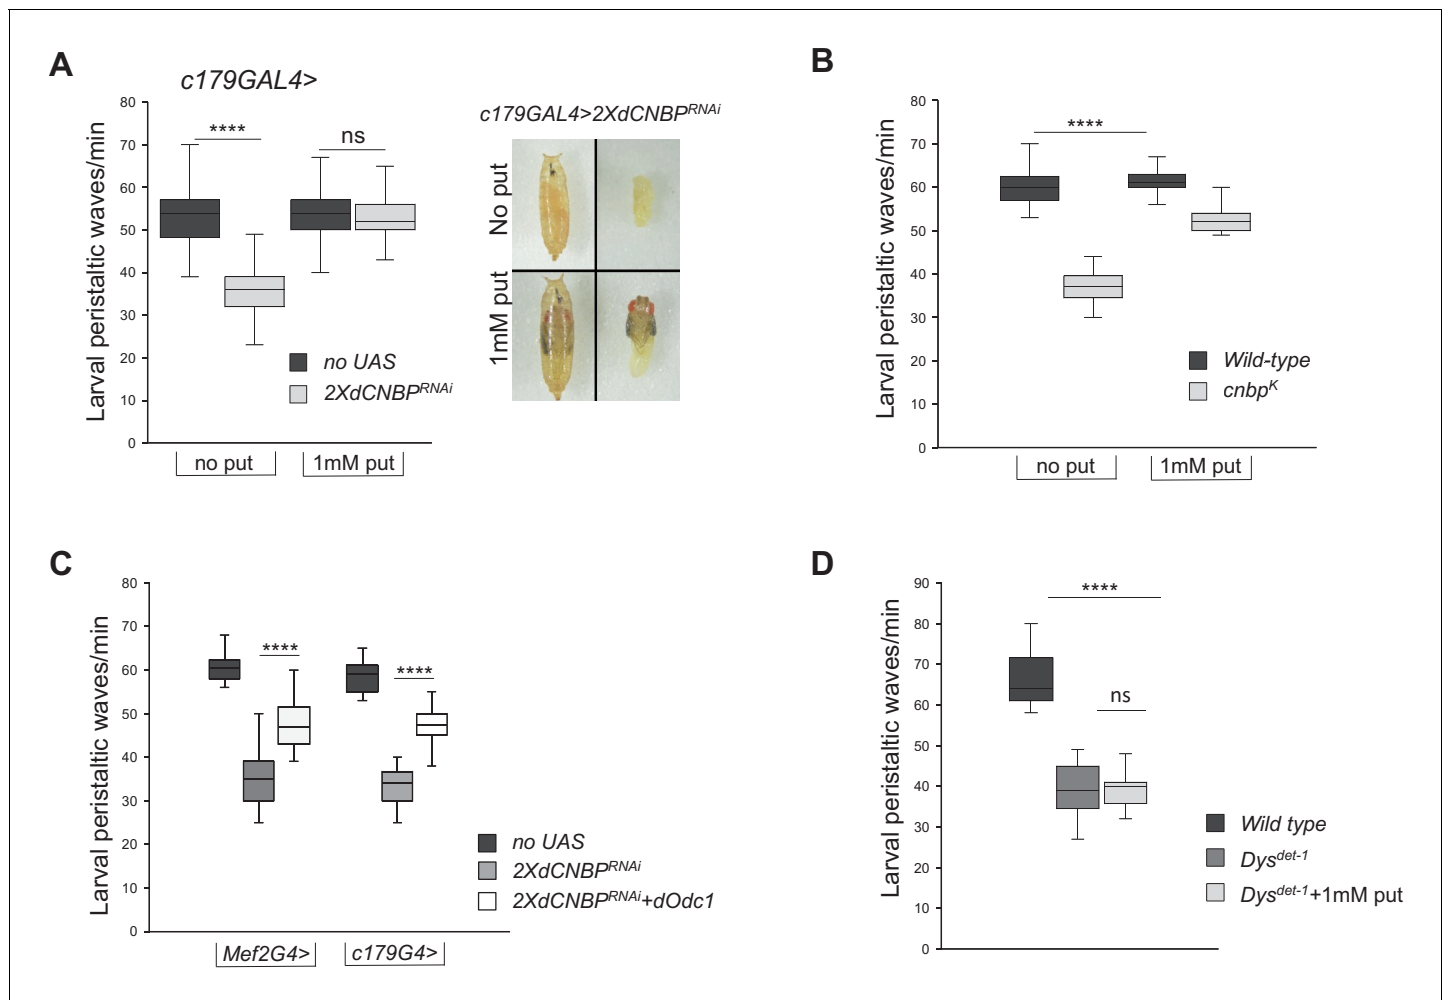 A
c179GAL4>
Larval peristaltic waves/min
80
70
60
50
40
30
20
10
0
****
ns
no UAS
2XdCNBP^RNAi
no put
1mM put
c179GAL4>2XdCNBP^RNAi
No put
1mM put
B
Larval peristaltic waves/min
80
70
60
50
40
30
20
10
0
****
Wild-type
cnbp^K
no put
1mM put
C
Larval peristaltic waves/min
80
70
60
50
40
30
20
10
0
****
****
no UAS
2XdCNBP^RNAi
2XdCNBP^RNAi+dOdc1
Mef2G4>
c179G4>
D
Larval peristaltic waves/min
90
80
70
60
50
40
30
20
10
0
****
ns
Wild type
Dys^det-1
Dys^det-1+1mM put